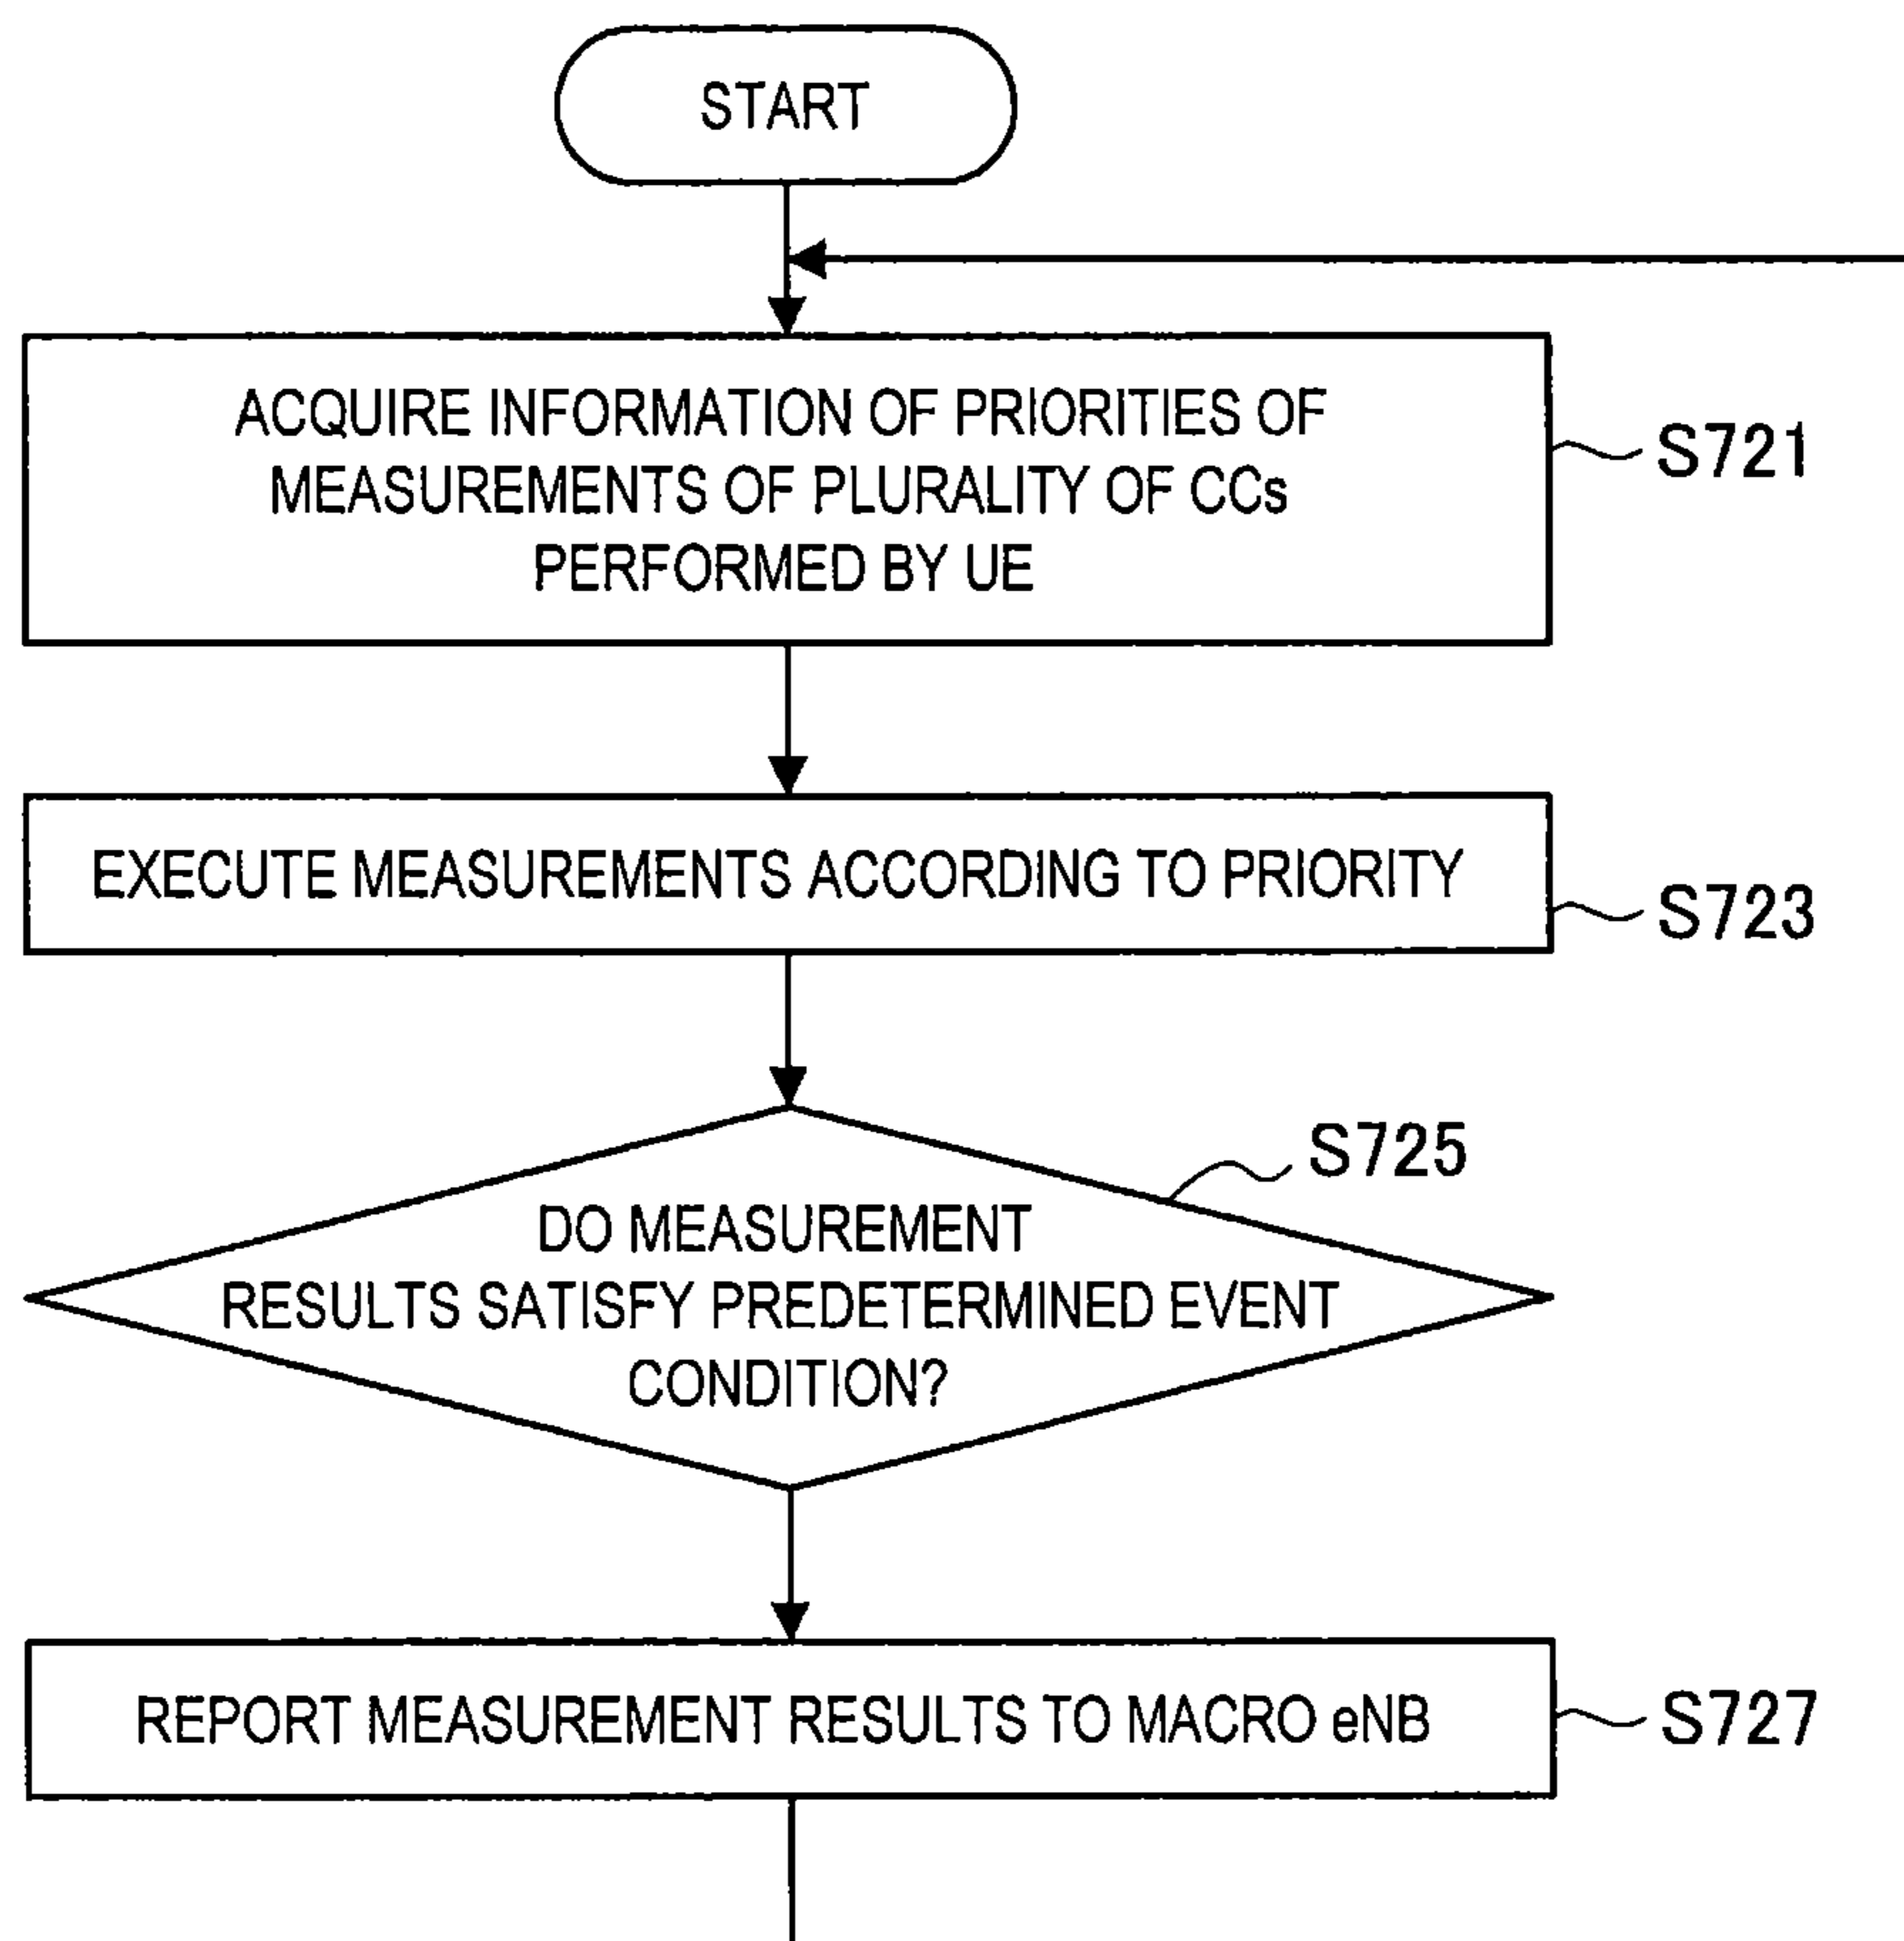 START
ACQUIRE INFORMATION OF PRIORITIES OF
MEASUREMENTS OF PLURALITY OF CCs
PERFORMED BY UE
S721
EXECUTE MEASUREMENTS ACCORDING TO PRIORITY
S723
S725
DO MEASUREMENT
RESULTS SATISFY PREDETERMINED EVENT
CONDITION?
REPORT MEASUREMENT RESULTS TO MACRO eNB
S727